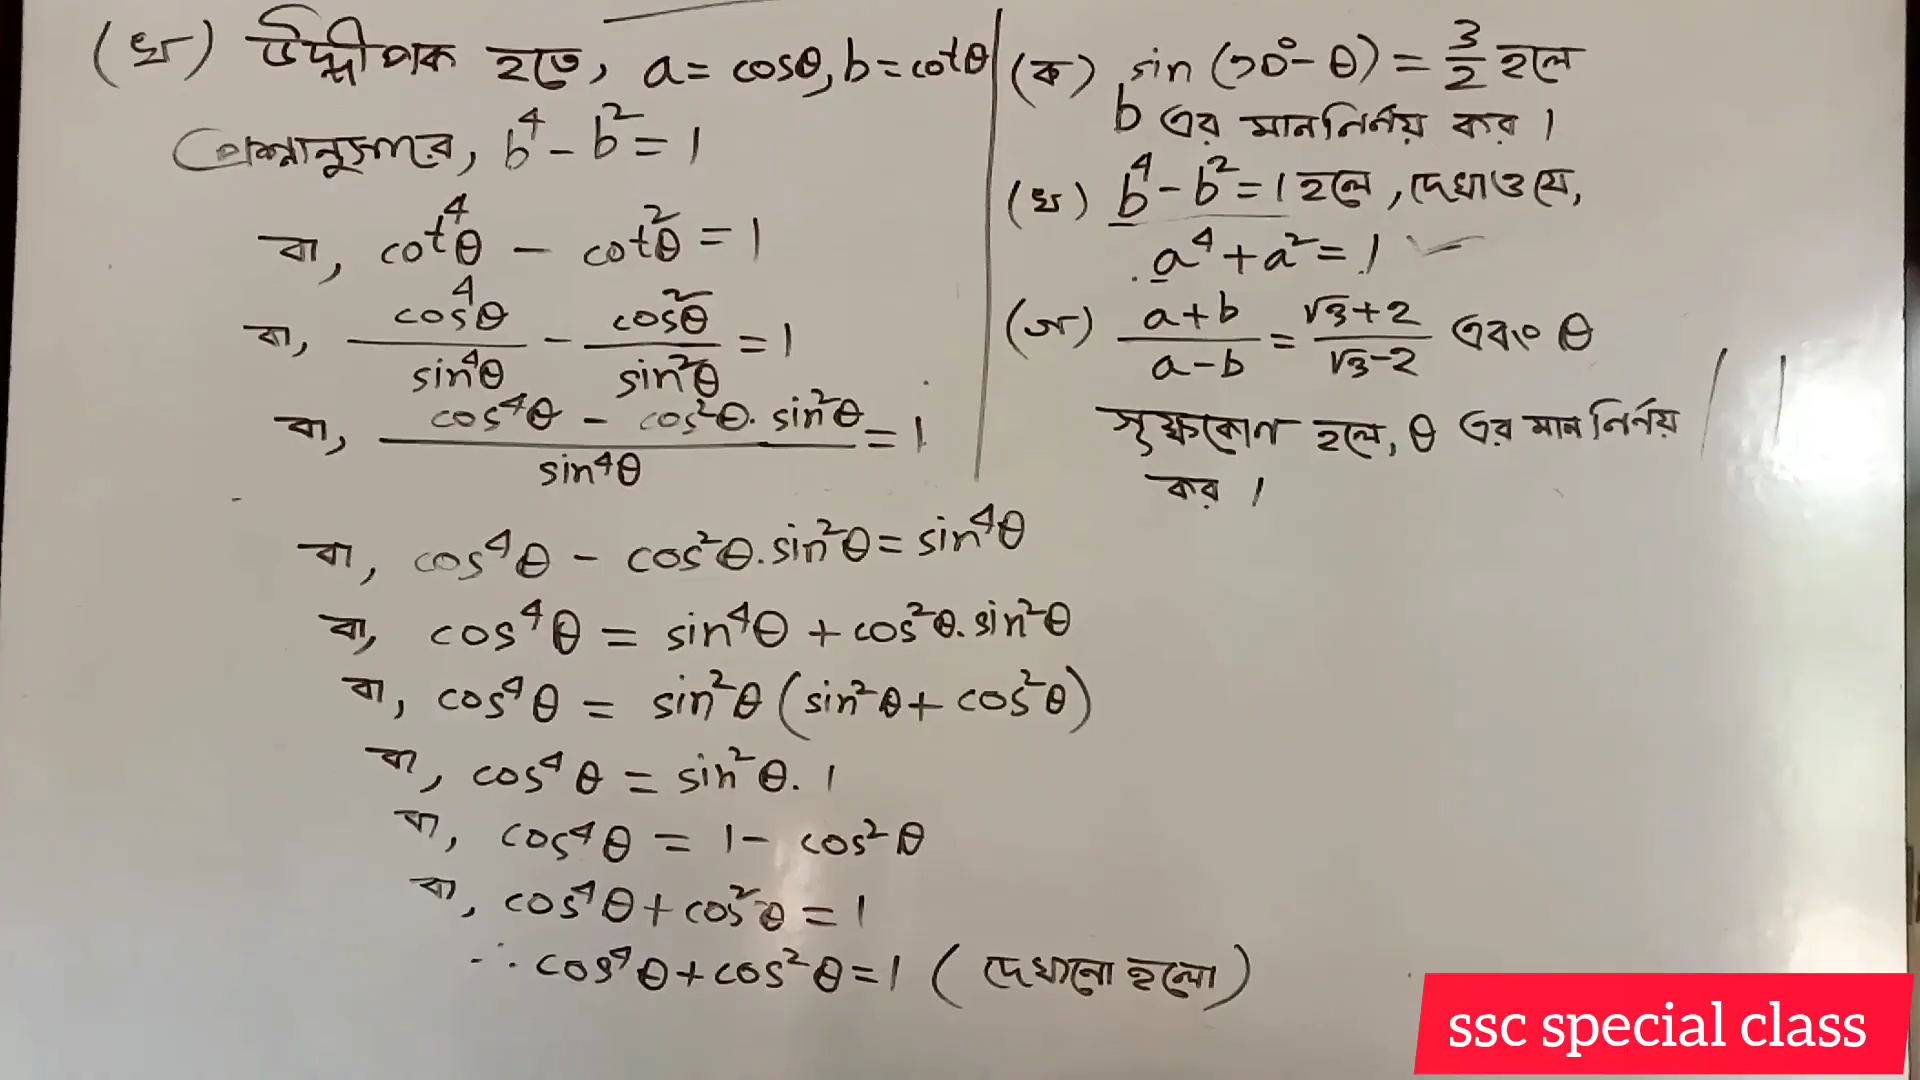 (খ) উদ্দীপক হতে, a = cosθ, b = cotθ
প্রশ্নানুসারে, b⁴ - b² = 1
বা, cot⁴θ - cot²θ = 1
বা, cos⁴θ/sin⁴θ - cos²θ/sin²θ = 1
বা, (cos⁴θ - cos²θ. sin²θ)/sin⁴θ = 1
বা, cos⁴θ - cos²θ.sin²θ = sin⁴θ
বা, cos⁴θ = sin⁴θ + cos²θ. sin²θ
বা, cos⁴θ = sin²θ (sin²θ + cos²θ)
বা, cos⁴θ = sin²θ. 1
বা, cos⁴θ = 1 - cos²θ
বা, cos⁴θ + cos²θ = 1
∴ cos⁴θ + cos²θ = 1 (দেখানো হলো)
(ক) sin (90° - θ) = 3/2 হলে
b এর মান নির্নয় কর।
(খ) b⁴ - b² = 1 হলে, দেখাও যে,
a⁴ + a² = 1
(গ) (a+b)/(a-b) = (√3+2)/(√3-2) এবং θ
সূক্ষ্মকোন হলে, θ এর মান নির্নয়
কর।
ssc special class